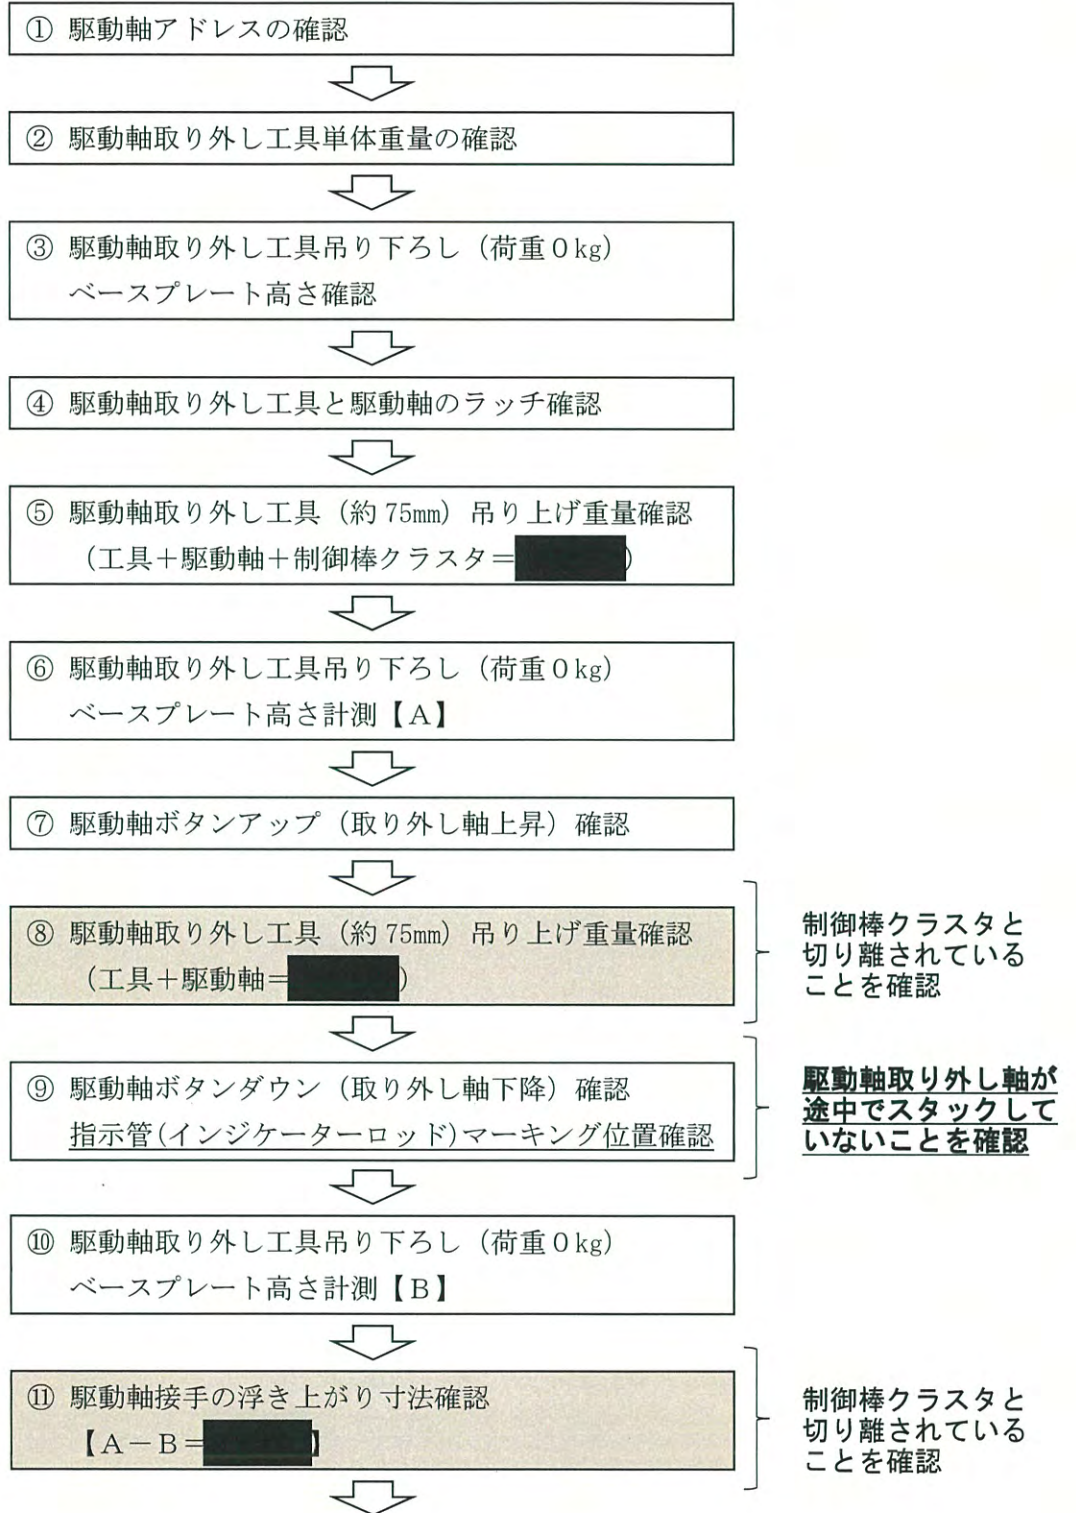 ① 駆動軸アドレスの確認
② 駆動軸取り外し工具単体重量の確認
③ 駆動軸取り外し工具吊り下ろし（荷重０kg）
ベースプレート高さ確認
④ 駆動軸取り外し工具と駆動軸のラッチ確認
⑤ 駆動軸取り外し工具（約 75mm）吊り上げ重量確認
（工具＋駆動軸＋制御棒クラスタ＝）
⑥ 駆動軸取り外し工具吊り下ろし（荷重０kg）
ベースプレート高さ計測【Ａ】
⑦ 駆動軸ボタンアップ（取り外し軸上昇）確認
⑧ 駆動軸取り外し工具（約 75mm）吊り上げ重量確認
（工具＋駆動軸＝）
制御棒クラスタと
切り離されている
ことを確認
⑨ 駆動軸ボタンダウン（取り外し軸下降）確認
指示管(インジケーターロッド)マーキング位置確認
駆動軸取り外し軸が
途中でスタックして
いないことを確認
⑩ 駆動軸取り外し工具吊り下ろし（荷重０kg）
ベースプレート高さ計測【Ｂ】
⑪ 駆動軸接手の浮き上がり寸法確認
【Ａ－Ｂ＝】
制御棒クラスタと
切り離されている
ことを確認